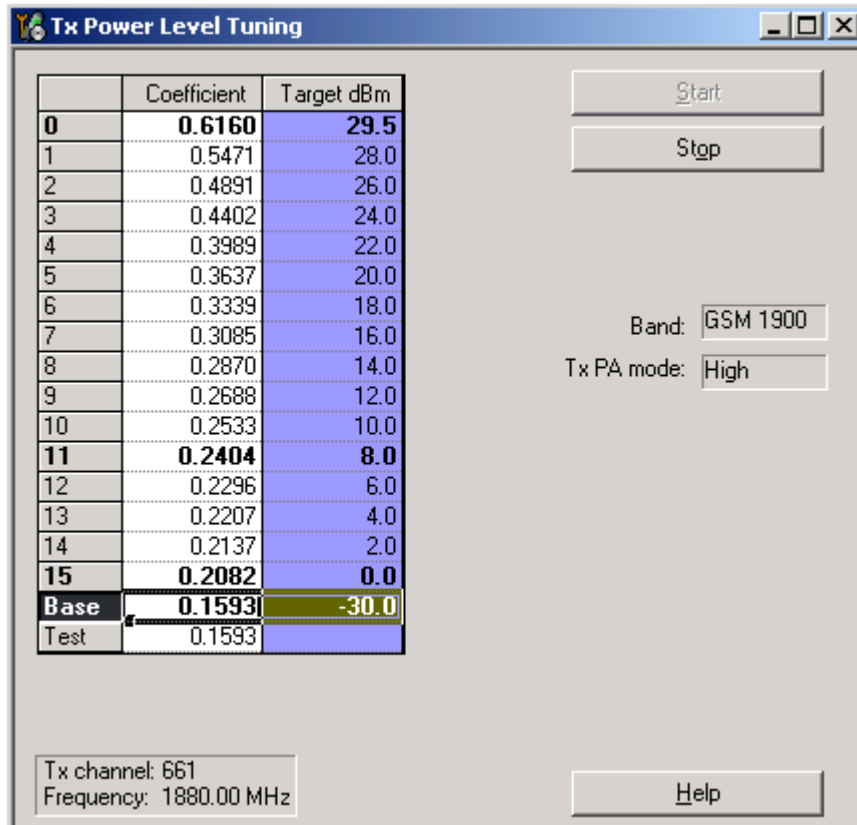 Tx Power Level Tuning
Coefficient Target dBm
0 0.6160 29.5
1 0.5471 28.0
2 0.4891 26.0
3 0.4402 24.0
4 0.3989 22.0
5 0.3637 20.0
6 0.3339 18.0
7 0.3085 16.0
8 0.2870 14.0
9 0.2688 12.0
10 0.2533 10.0
11 0.2404 8.0
12 0.2296 6.0
13 0.2207 4.0
14 0.2137 2.0
15 0.2082 0.0
Base 0.1593 -30.0
Test 0.1593
Start
Stop
Band: GSM 1900
Tx PA mode: High
Tx channel: 661
Frequency: 1880.00 MHz
Help